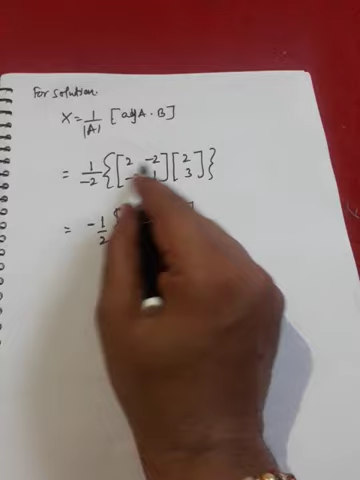 For solution.
X = 1/|A| [adjA . B]
= 1/-2 { [ 2 -2 ] [ 2 3 ] }
= -1/2 {